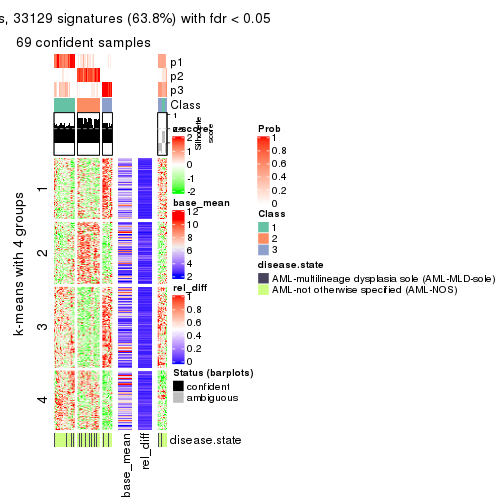 s, 33129 signatures (63.8%) with fdr < 0.05
69 confident samples
p1
p2
p3
Class
1
Silhouette
score
z-score
2
1
0
-1
-2
base_mean
12
10
8
6
4
2
rel_diff
1
0.8
0.6
0.4
0.2
0
Status (barplots)
confident
ambiguous
Prob
1
0.8
0.6
0.4
0.2
0
Class
1
2
3
disease.state
AML-multilineage dysplasia sole (AML-MLD-sole)
AML-not otherwise specified (AML-NOS)
k-means with 4 groups
1
2
3
4
disease.state
base_mean
rel_diff